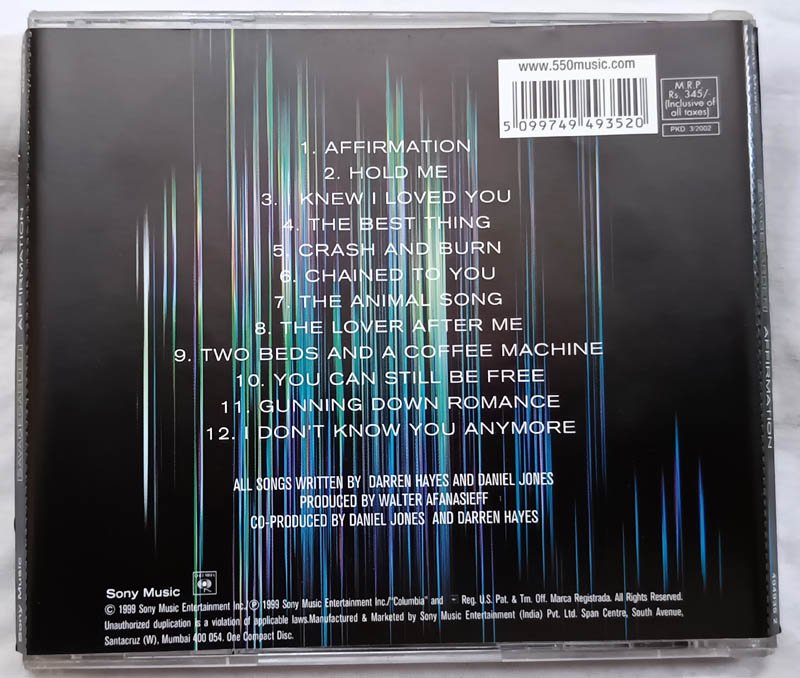 www.550music.com
5 099749 493520
M.R.P
Rs. 345/-
(Inclusive of
all taxes)
PKD 3/2002
1. AFFIRMATION
2. HOLD ME
3. I KNEW I LOVED YOU
4. THE BEST THING
5. CRASH AND BURN
6. CHAINED TO YOU
7. THE ANIMAL SONG
8. THE LOVER AFTER ME
9. TWO BEDS AND A COFFEE MACHINE
10. YOU CAN STILL BE FREE
11. GUNNING DOWN ROMANCE
12. I DON'T KNOW YOU ANYMORE
ALL SONGS WRITTEN BY DARREN HAYES AND DANIEL JONES
PRODUCED BY WALTER AFANASIEFF
CO-PRODUCED BY DANIEL JONES AND DARREN HAYES
Sony Music
© 1999 Sony Music Entertainment Inc./℗ 1999 Sony Music Entertainment Inc./"Columbia" and Reg. U.S. Pat. & Tm. Off. Marca Registrada. All Rights Reserved.
Unauthorized duplication is a violation of applicable laws.Manufactured & Marketed by Sony Music Entertainment (India) Pvt. Ltd. Span Centre, South Avenue,
Santacruz (W), Mumbai 400 054. One Compact Disc.
Sony Music [SAVAGE GARDEN] AFFIRMATION
[SAVAGE GARDEN] AFFIRMATION 494935 2